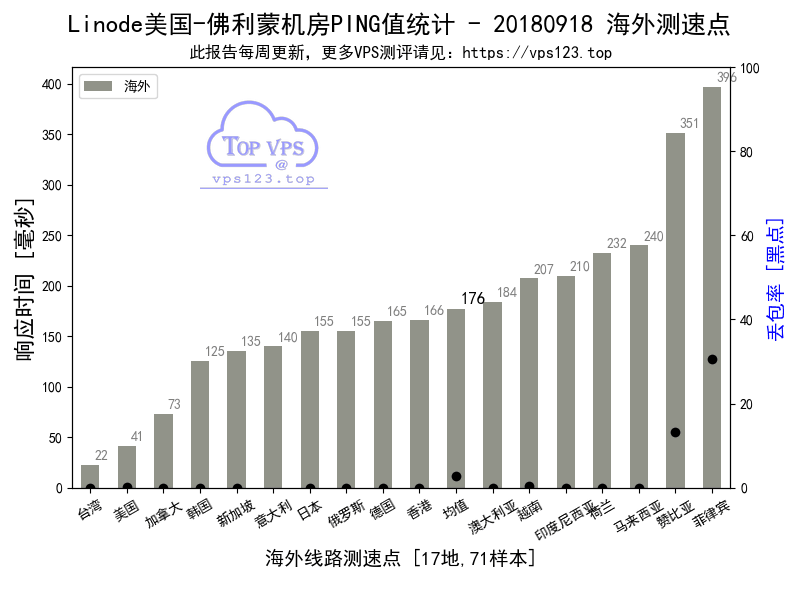 Linode美国-佛利蒙机房PING值统计 - 20180918 海外测速点
此报告每周更新, 更多VPS测评请见: https://vps123.top
海外
Top VPS
@
vps123.top
响应时间 [毫秒]
400
350
300
250
200
150
100
50
0
丢包率 [黑点]
100
80
60
40
20
0
22
41
73
125
135
140
155
155
165
166
176
184
207
210
232
240
351
396
台湾
美国
加拿大
韩国
新加坡
意大利
日本
俄罗斯
德国
香港
均值
澳大利亚
越南
印度尼西亚
荷兰
马来西亚
赞比亚
菲律宾
海外线路测速点 [17地,71样本]